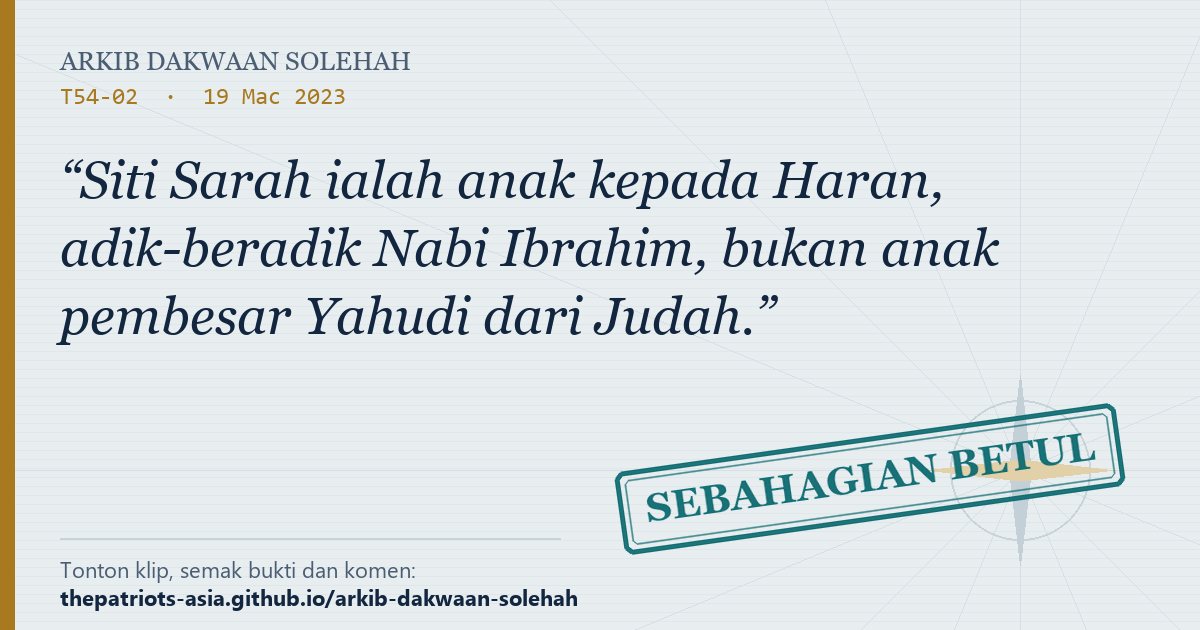 ARKIB DAKWAAN SOLEHAH
T54-02 · 19 Mac 2023
“Siti Sarah ialah anak kepada Haran,
adik-beradik Nabi Ibrahim, bukan anak
pembesar Yahudi dari Judah.”
SEBAHAGIAN BETUL
Tonton klip, semak bukti dan komen:
thepatriots-asia.github.io/arkib-dakwaan-solehah